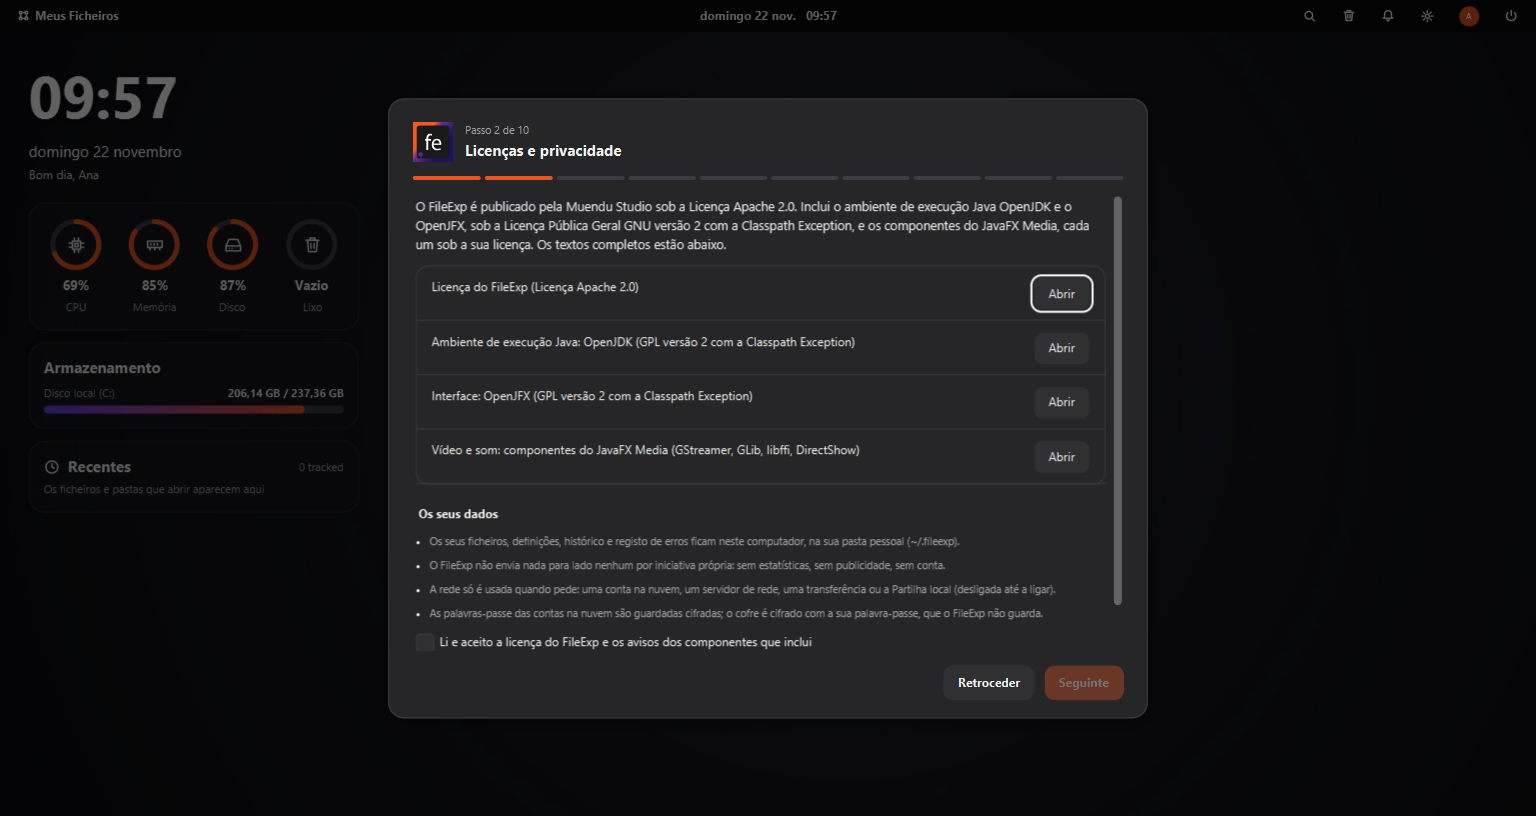 Meus Ficheiros
domingo 22 nov. 09:57
A
09:57
domingo 22 novembro
Bom dia, Ana
69%
CPU
85%
Memória
87%
Disco
Vazio
Lixo
Armazenamento
Disco local (C:) 206,14 GB / 237,36 GB
Recentes 0 tracked
Os ficheiros e pastas que abrir aparecem aqui
fe
Passo 2 de 10
Licenças e privacidade
O FileExp é publicado pela Muendu Studio sob a Licença Apache 2.0. Inclui o ambiente de execução Java OpenJDK e o
OpenJFX, sob a Licença Pública Geral GNU versão 2 com a Classpath Exception, e os componentes do JavaFX Media, cada
um sob a sua licença. Os textos completos estão abaixo.
Licença do FileExp (Licença Apache 2.0) Abrir
Ambiente de execução Java: OpenJDK (GPL versão 2 com a Classpath Exception) Abrir
Interface: OpenJFX (GPL versão 2 com a Classpath Exception) Abrir
Vídeo e som: componentes do JavaFX Media (GStreamer, GLib, libffi, DirectShow) Abrir
Os seus dados
• Os seus ficheiros, definições, histórico e registo de erros ficam neste computador, na sua pasta pessoal (~/.fileexp).
• O FileExp não envia nada para lado nenhum por iniciativa própria: sem estatísticas, sem publicidade, sem conta.
• A rede só é usada quando pede: uma conta na nuvem, um servidor de rede, uma transferência ou a Partilha local (desligada até a ligar).
• As palavras-passe das contas na nuvem são guardadas cifradas; o cofre é cifrado com a sua palavra-passe, que o FileExp não guarda.
Li e aceito a licença do FileExp e os avisos dos componentes que inclui
Retroceder Seguinte